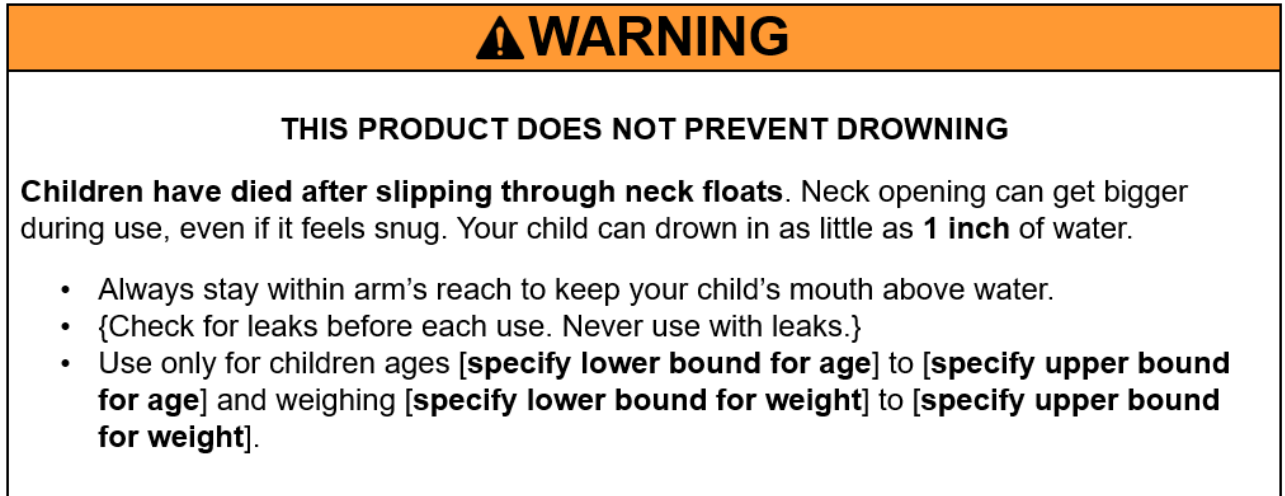 ⚠WARNING
THIS PRODUCT DOES NOT PREVENT DROWNING
Children have died after slipping through neck floats. Neck opening can get bigger
during use, even if it feels snug. Your child can drown in as little as 1 inch of water.
• Always stay within arm’s reach to keep your child’s mouth above water.
• {Check for leaks before each use. Never use with leaks.}
• Use only for children ages [specify lower bound for age] to [specify upper bound
for age] and weighing [specify lower bound for weight] to [specify upper bound
for weight].